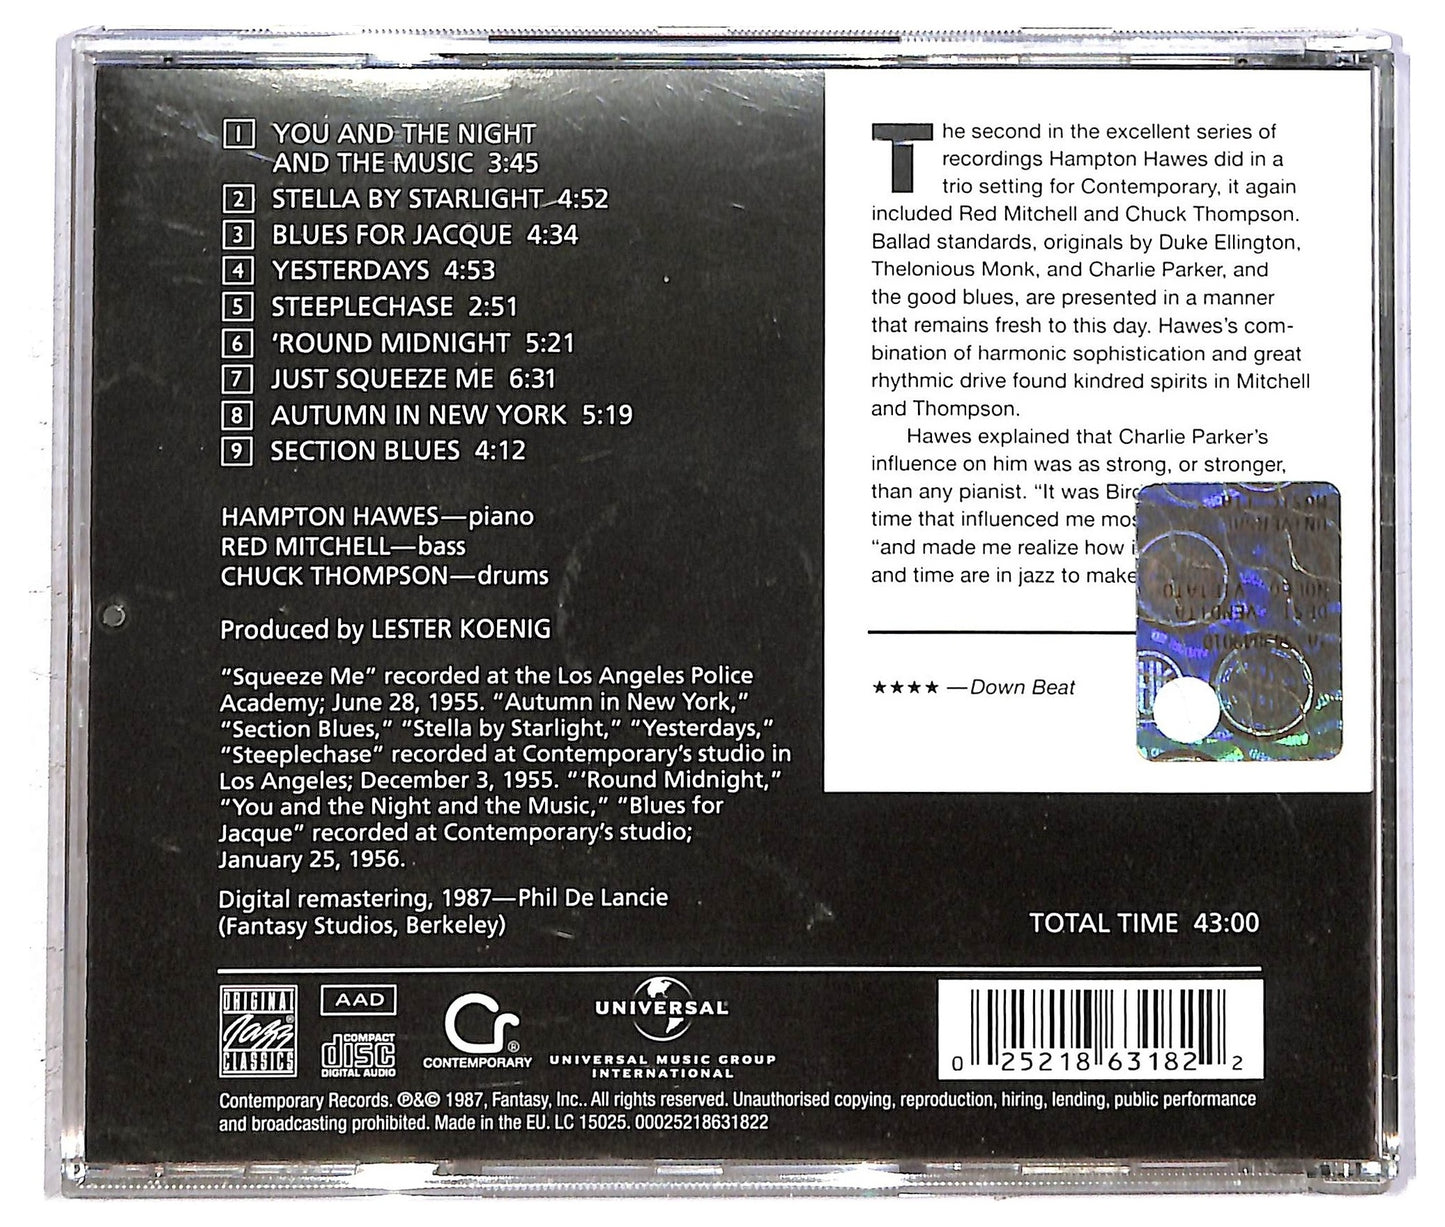 1 YOU AND THE NIGHT
AND THE MUSIC 3:45
2 STELLA BY STARLIGHT 4:52
3 BLUES FOR JACQUE 4:34
4 YESTERDAYS 4:53
5 STEEPLECHASE 2:51
6 ‘ROUND MIDNIGHT 5:21
7 JUST SQUEEZE ME 6:31
8 AUTUMN IN NEW YORK 5:19
9 SECTION BLUES 4:12
HAMPTON HAWES—piano
RED MITCHELL—bass
CHUCK THOMPSON—drums
Produced by LESTER KOENIG
“Squeeze Me” recorded at the Los Angeles Police
Academy; June 28, 1955. “Autumn in New York,”
“Section Blues,” “Stella by Starlight,” “Yesterdays,”
“Steeplechase” recorded at Contemporary’s studio in
Los Angeles; December 3, 1955. “‘Round Midnight,”
“You and the Night and the Music,” “Blues for
Jacque” recorded at Contemporary’s studio;
January 25, 1956.
Digital remastering, 1987—Phil De Lancie
(Fantasy Studios, Berkeley)
The second in the excellent series of
recordings Hampton Hawes did in a
trio setting for Contemporary, it again
included Red Mitchell and Chuck Thompson.
Ballad standards, originals by Duke Ellington,
Thelonious Monk, and Charlie Parker, and
the good blues, are presented in a manner
that remains fresh to this day. Hawes’s com-
bination of harmonic sophistication and great
rhythmic drive found kindred spirits in Mitchell
and Thompson.
Hawes explained that Charlie Parker’s
influence on him was as strong, or stronger,
than any pianist. “It was Bird
time that influenced me mos
“and made me realize how i
and time are in jazz to make
★★★★ —Down Beat
TOTAL TIME 43:00
ORIGINAL
Jazz
CLASSICS
AAD
COMPACT
disc
DIGITAL AUDIO
Cr®
CONTEMPORARY
UNIVERSAL
UNIVERSAL MUSIC GROUP
INTERNATIONAL
0 25218 63182 2
Contemporary Records. ℗&© 1987, Fantasy, Inc.. All rights reserved. Unauthorised copying, reproduction, hiring, lending, public performance
and broadcasting prohibited. Made in the EU. LC 15025. 00025218631822